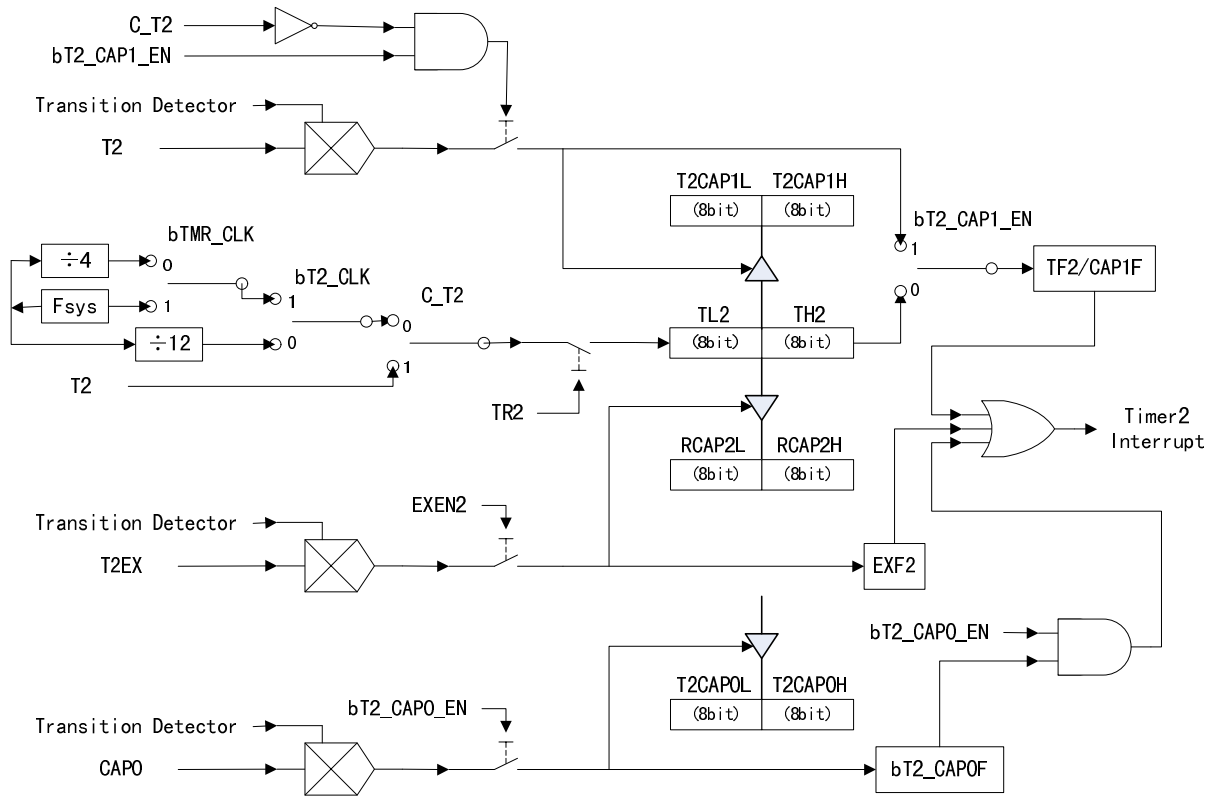 C_T2
bT2_CAP1_EN
Transition Detector
T2
T2CAP1L T2CAP1H
(8bit) (8bit)
bT2_CAP1_EN
1
0
TF2/CAP1F
bTMR_CLK
÷4
0
Fsys
1
÷12
bT2_CLK
1
0
C_T2
0
1
T2
TR2
TL2 TH2
(8bit) (8bit)
RCAP2L RCAP2H
(8bit) (8bit)
Timer2
Interrupt
EXEN2
Transition Detector
T2EX
EXF2
bT2_CAP0_EN
T2CAP0L T2CAP0H
(8bit) (8bit)
bT2_CAP0_EN
Transition Detector
CAP0
bT2_CAP0F